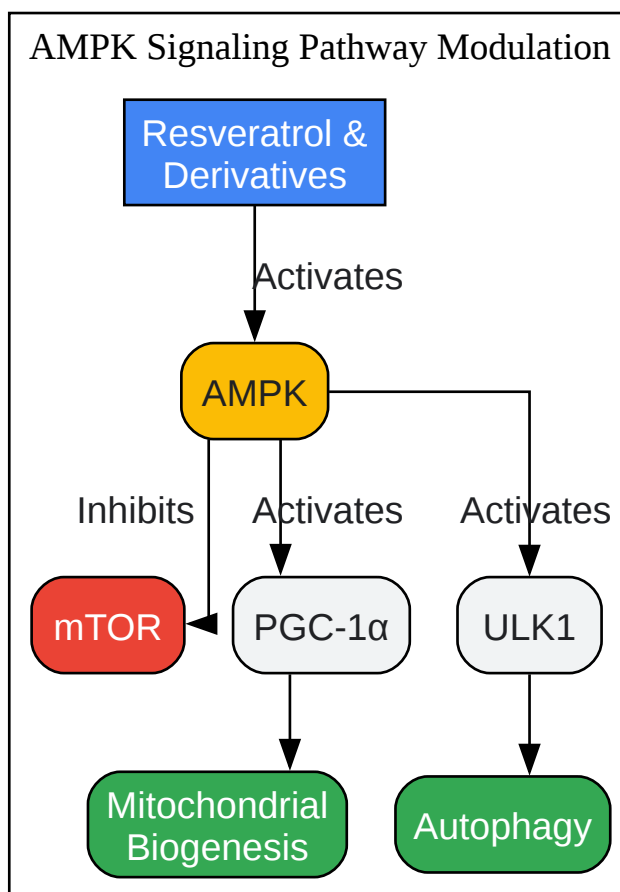 AMPK Signaling Pathway Modulation
Resveratrol &
Derivatives
Activates
AMPK
Inhibits
Activates
Activates
mTOR
PGC-1α
ULK1
Mitochondrial
Biogenesis
Autophagy